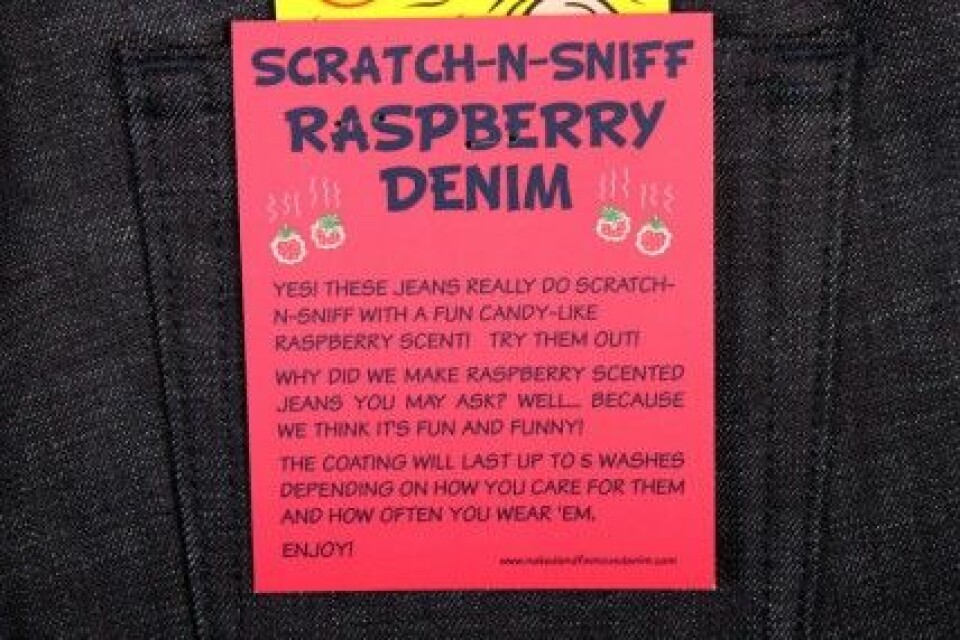 SCRATCH-N-SNIFF
RASPBERRY
DENIM
YES! THESE JEANS REALLY DO SCRATCH-
N-SNIFF WITH A FUN CANDY-LIKE
RASPBERRY SCENT! TRY THEM OUT!
WHY DID WE MAKE RASPBERRY SCENTED
JEANS YOU MAY ASK? WELL... BECAUSE
WE THINK IT'S FUN AND FUNNY!
THE COATING WILL LAST UP TO 5 WASHES
DEPENDING ON HOW YOU CARE FOR THEM
AND HOW OFTEN YOU WEAR 'EM.
ENJOY!
www.nakedandfamousdenim.com